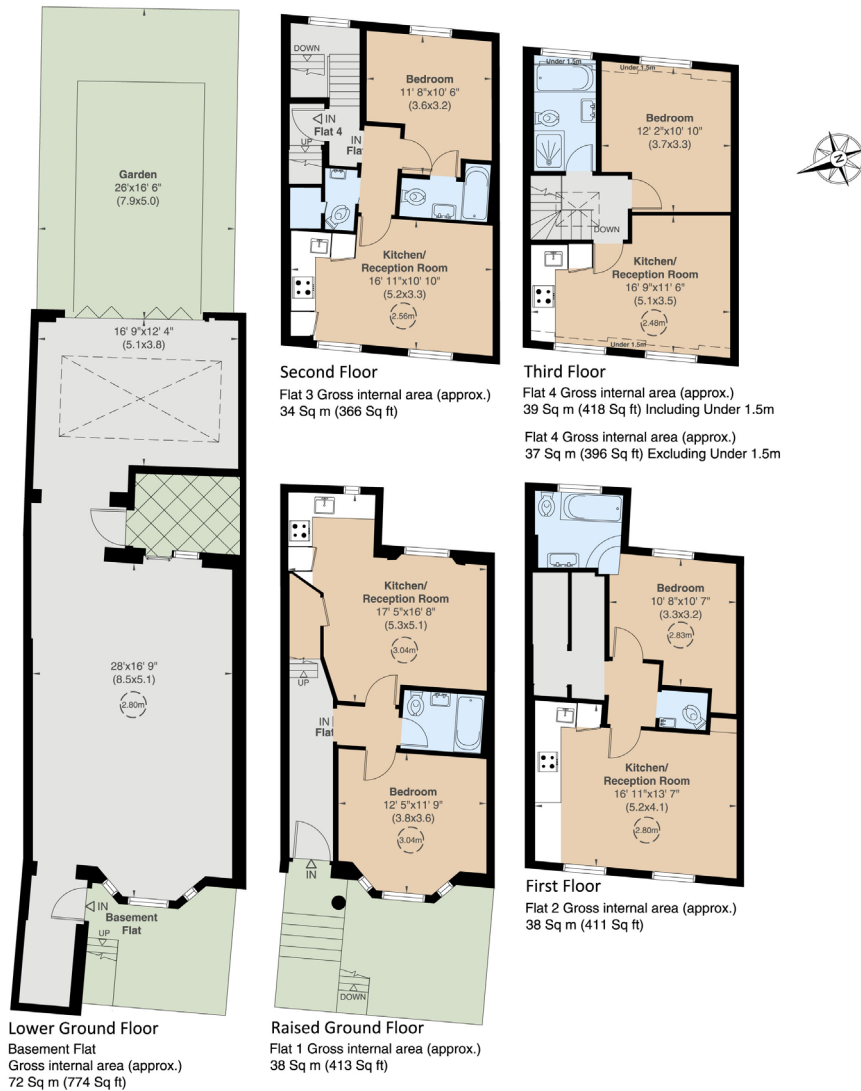 Garden
26'x16' 6"
(7.9x5.0)
16' 9"x12' 4"
(5.1x3.8)
28'x16' 9"
(8.5x5.1)
2.80m
IN
Basement
Flat
UP
Lower Ground Floor
Basement Flat
Gross internal area (approx.)
72 Sq m (774 Sq ft)
DOWN
IN
Flat 4
UP
IN
Fla
Bedroom
11' 8"x10' 6"
(3.6x3.2)
Kitchen/
Reception Room
16' 11"x10' 10"
(5.2x3.3)
2.56m
Second Floor
Flat 3 Gross internal area (approx.)
34 Sq m (366 Sq ft)
Under 1.5m
Under 1.5m
Bedroom
12' 2"x10' 10"
(3.7x3.3)
DOWN
Kitchen/
Reception Room
16' 9"x11' 6"
(5.1x3.5)
2.48m
Under 1.5m
Third Floor
Flat 4 Gross internal area (approx.)
39 Sq m (418 Sq ft) Including Under 1.5m
Flat 4 Gross internal area (approx.)
37 Sq m (396 Sq ft) Excluding Under 1.5m
N
Kitchen/
Reception Room
17' 5"x16' 8"
(5.3x5.1)
3.04m
UP
IN
Flat
Bedroom
12' 5"x11' 9"
(3.8x3.6)
3.04m
IN
DOWN
Raised Ground Floor
Flat 1 Gross internal area (approx.)
38 Sq m (413 Sq ft)
Bedroom
10' 8"x10' 7"
(3.3x3.2)
2.83m
Kitchen/
Reception Room
16' 11"x13' 7"
(5.2x4.1)
2.80m
First Floor
Flat 2 Gross internal area (approx.)
38 Sq m (411 Sq ft)